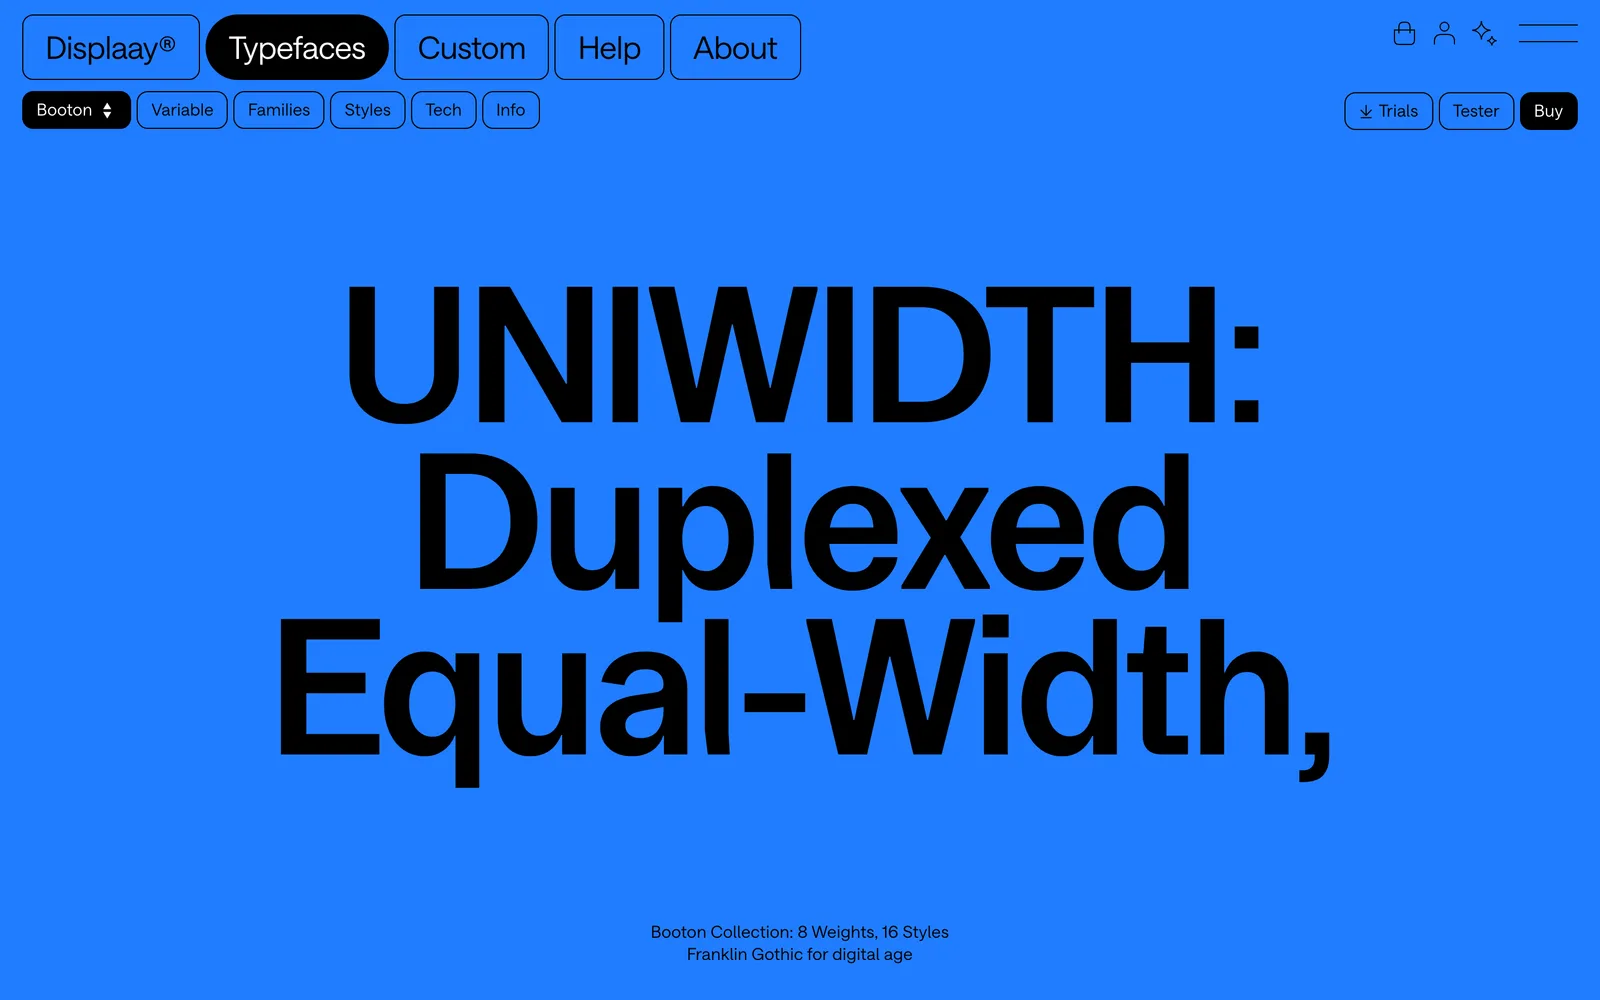 Displaay® Typefaces Custom Help About
Booton Variable Families Styles Tech Info Trials Tester Buy
UNIWIDTH:
Duplexed
Equal-Width,
Booton Collection: 8 Weights, 16 Styles
Franklin Gothic for digital age